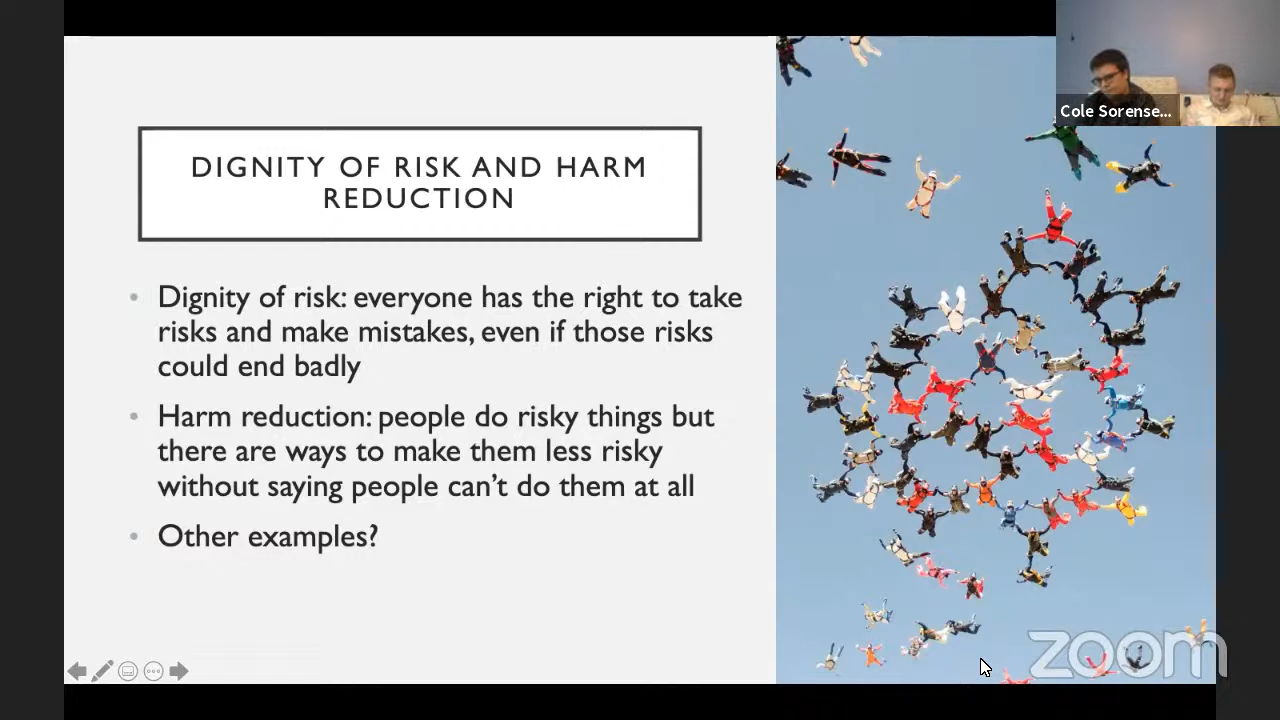 DIGNITY OF RISK AND HARM
REDUCTION
Cole Sorense...
• Dignity of risk: everyone has the right to take
risks and make mistakes, even if those risks
could end badly
• Harm reduction: people do risky things but
there are ways to make them less risky
without saying people can’t do them at all
• Other examples?
zoom